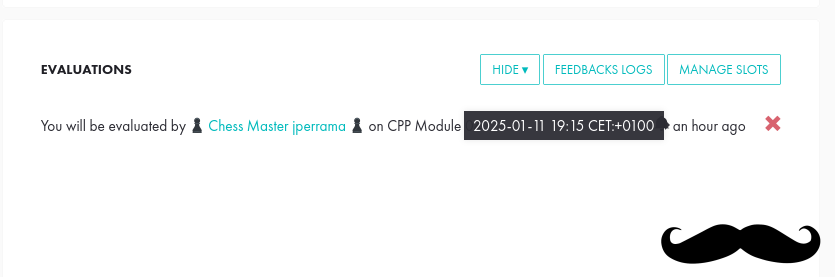 EVALUATIONS
HIDE ▾
FEEDBACKS LOGS
MANAGE SLOTS
You will be evaluated by ♟ Chess Master jperrama ♟ on CPP Module 2025-01-11 19:15 CET:+0100 an hour ago ✖